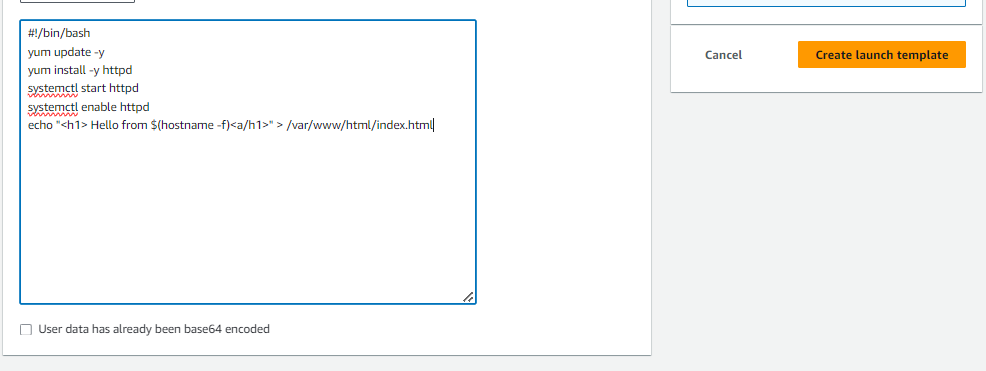 #!/bin/bash
yum update -y
yum install -y httpd
systemctl start httpd
systemctl enable httpd
echo "<h1> Hello from $(hostname -f)<a/h1>" > /var/www/html/index.html
User data has already been base64 encoded
Cancel
Create launch template